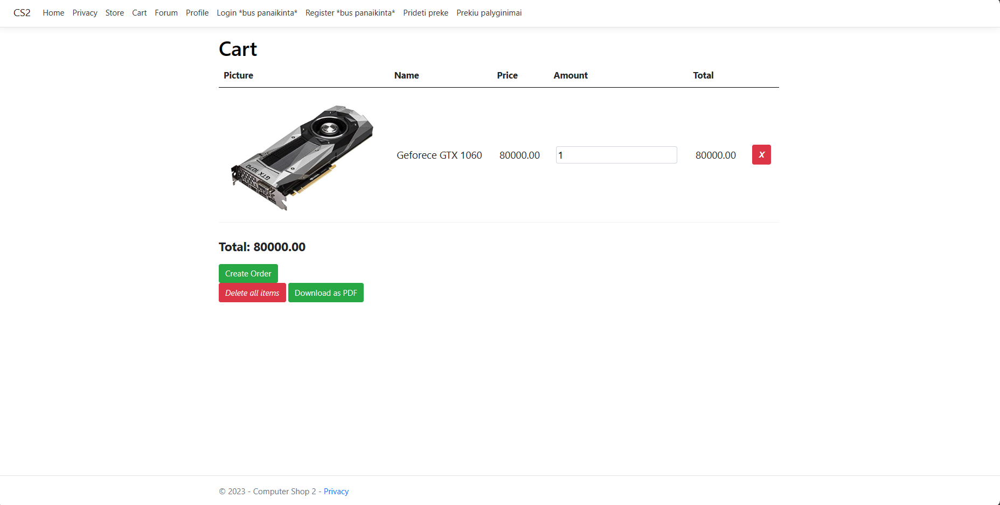 CS2 Home Privacy Store Cart Forum Profile Login *bus panaikinta* Register *bus panaikinta* Prideti preke Prekiu palyginimai
Cart
Picture Name Price Amount Total
GTX 1070
Geforece GTX 1060 80000.00 1 80000.00 X
Total: 80000.00
Create Order
Delete all items Download as PDF
© 2023 - Computer Shop 2 - Privacy